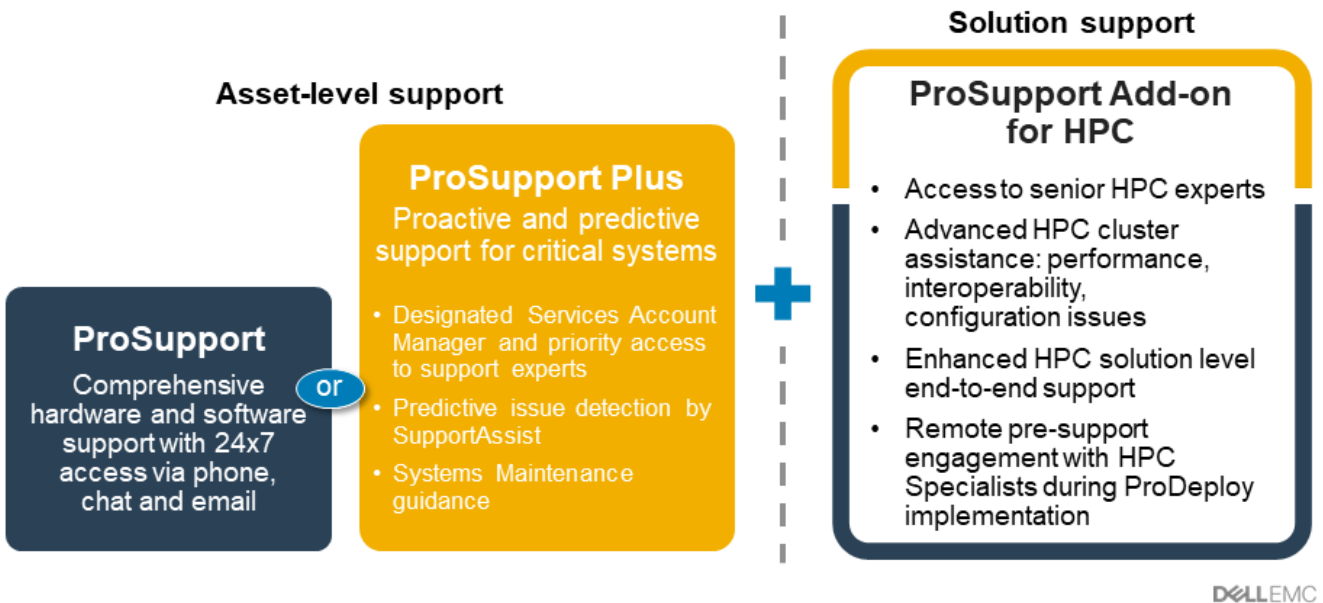 Asset-level support
ProSupport
Comprehensive
hardware and software
support with 24x7
access via phone,
chat and email
or
ProSupport Plus
Proactive and predictive
support for critical systems
• Designated Services Account
Manager and priority access
to support experts
• Predictive issue detection by
SupportAssist
• Systems Maintenance
guidance
Solution support
ProSupport Add-on
for HPC
• Access to senior HPC experts
• Advanced HPC cluster
assistance: performance,
interoperability,
configuration issues
• Enhanced HPC solution level
end-to-end support
• Remote pre-support
engagement with HPC
Specialists during ProDeploy
implementation
DELLEMC